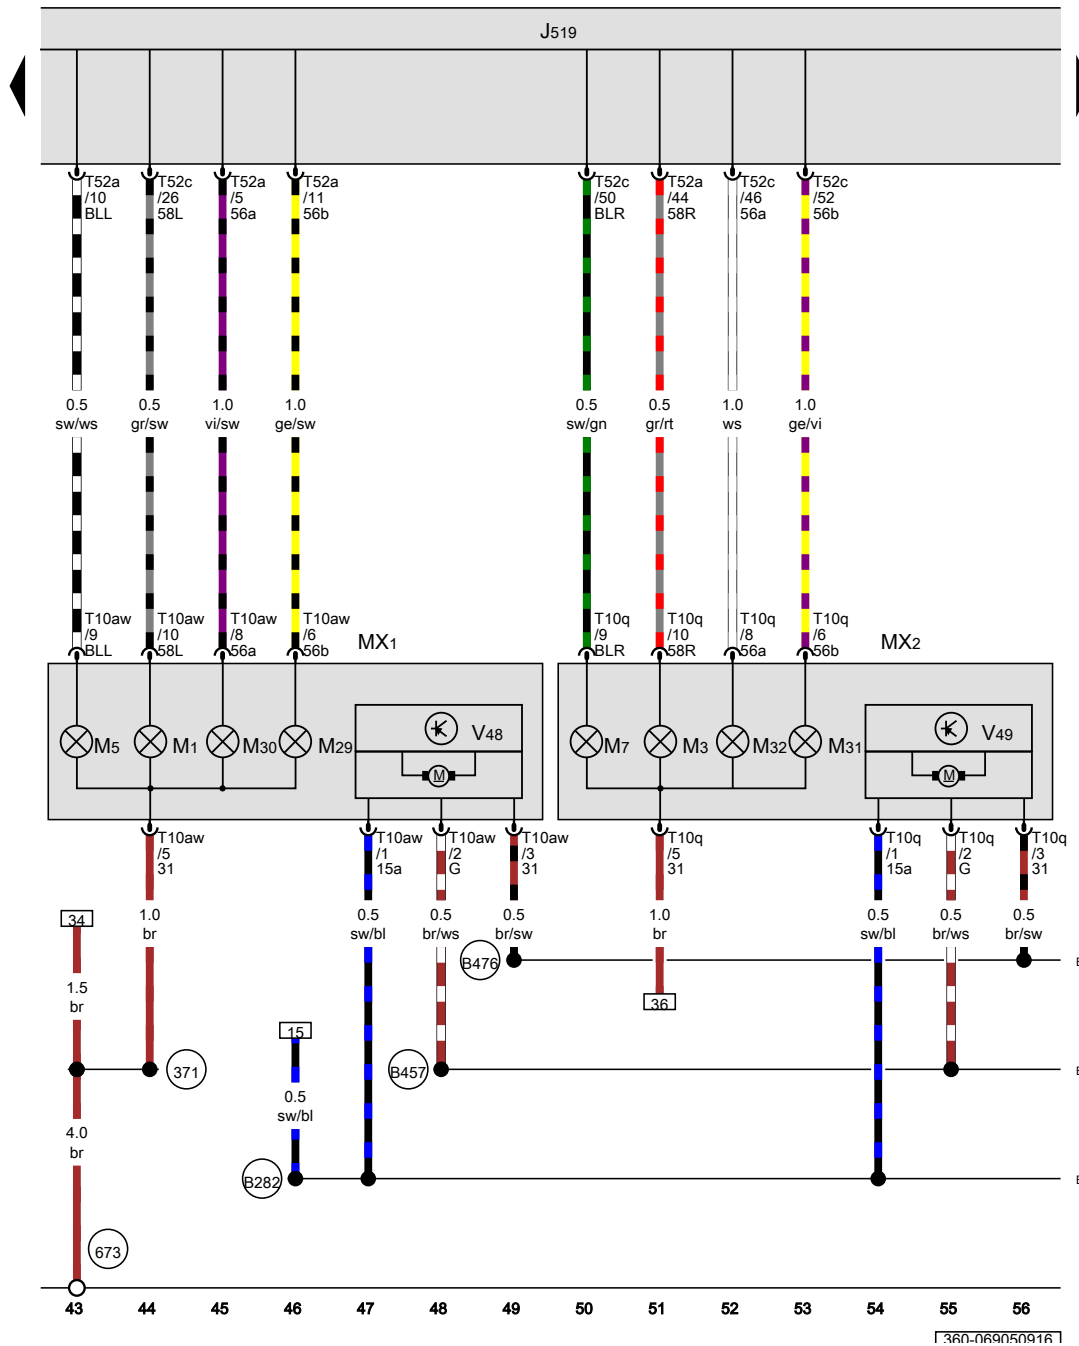 J519
T52a T52c T52a T52a T52c T52a T52c T52c
/10 /26 /5 /11 /50 /44 /46 /52
BLL 58L 56a 56b BLR 58R 56a 56b
0.5 0.5 1.0 1.0 0.5 0.5 1.0 1.0
sw/ws gr/sw vi/sw ge/sw sw/gn gr/rt ws ge/vi
T10aw T10aw T10aw T10aw T10q T10q T10q T10q
/9 /10 /8 /6 /9 /10 /8 /6
BLL 58L 56a 56b BLR 58R 56a 56b
MX1 MX2
V48 V49
M5 M1 M30 M29 M7 M3 M32 M31
M M
T10aw T10aw T10aw T10aw T10q T10q T10q T10q
/5 /1 /2 /3 /5 /1 /2 /3
31 15a G 31 31 15a G 31
34 1.0 0.5 0.5 0.5 1.0 0.5 0.5 0.5
br sw/bl br/ws br/sw br sw/bl br/ws br/sw
B476
1.5
br
36
15
371 B457
0.5
sw/bl
4.0
br
B282
673
43 44 45 46 47 48 49 50 51 52 53 54 55 56
360-069050916